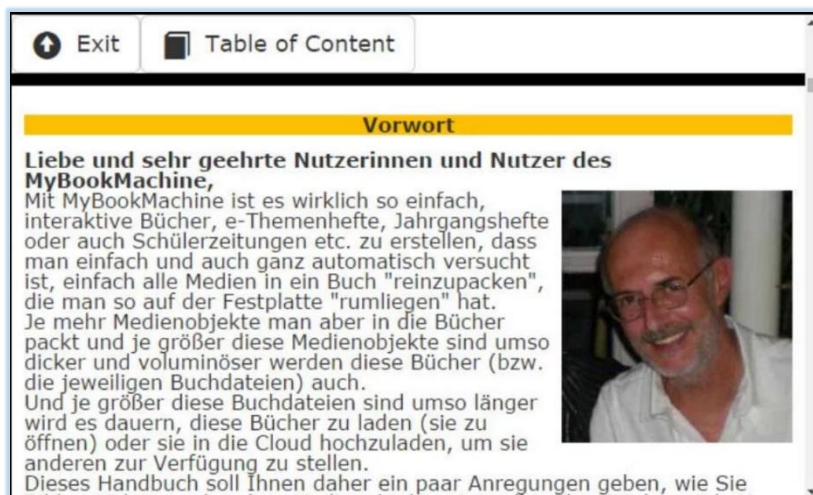 Exit Table of Content
Vorwort
Liebe und sehr geehrte Nutzerinnen und Nutzer des
MyBookMachine,
Mit MyBookMachine ist es wirklich so einfach,
interaktive Bücher, e-Themenhefte, Jahrgangshefte
oder auch Schülerzeitungen etc. zu erstellen, dass
man einfach und auch ganz automatisch versucht
ist, einfach alle Medien in ein Buch "reinzupacken",
die man so auf der Festplatte "rumliegen" hat.
Je mehr Medienobjekte man aber in die Bücher
packt und je größer diese Medienobjekte sind umso
dicker und voluminöser werden diese Bücher (bzw.
die jeweiligen Buchdateien) auch.
Und je größer diese Buchdateien sind umso länger
wird es dauern, diese Bücher zu laden (sie zu
öffnen) oder sie in die Cloud hochzuladen, um sie
anderen zur Verfügung zu stellen.
Dieses Handbuch soll Ihnen daher ein paar Anregungen geben, wie Sie